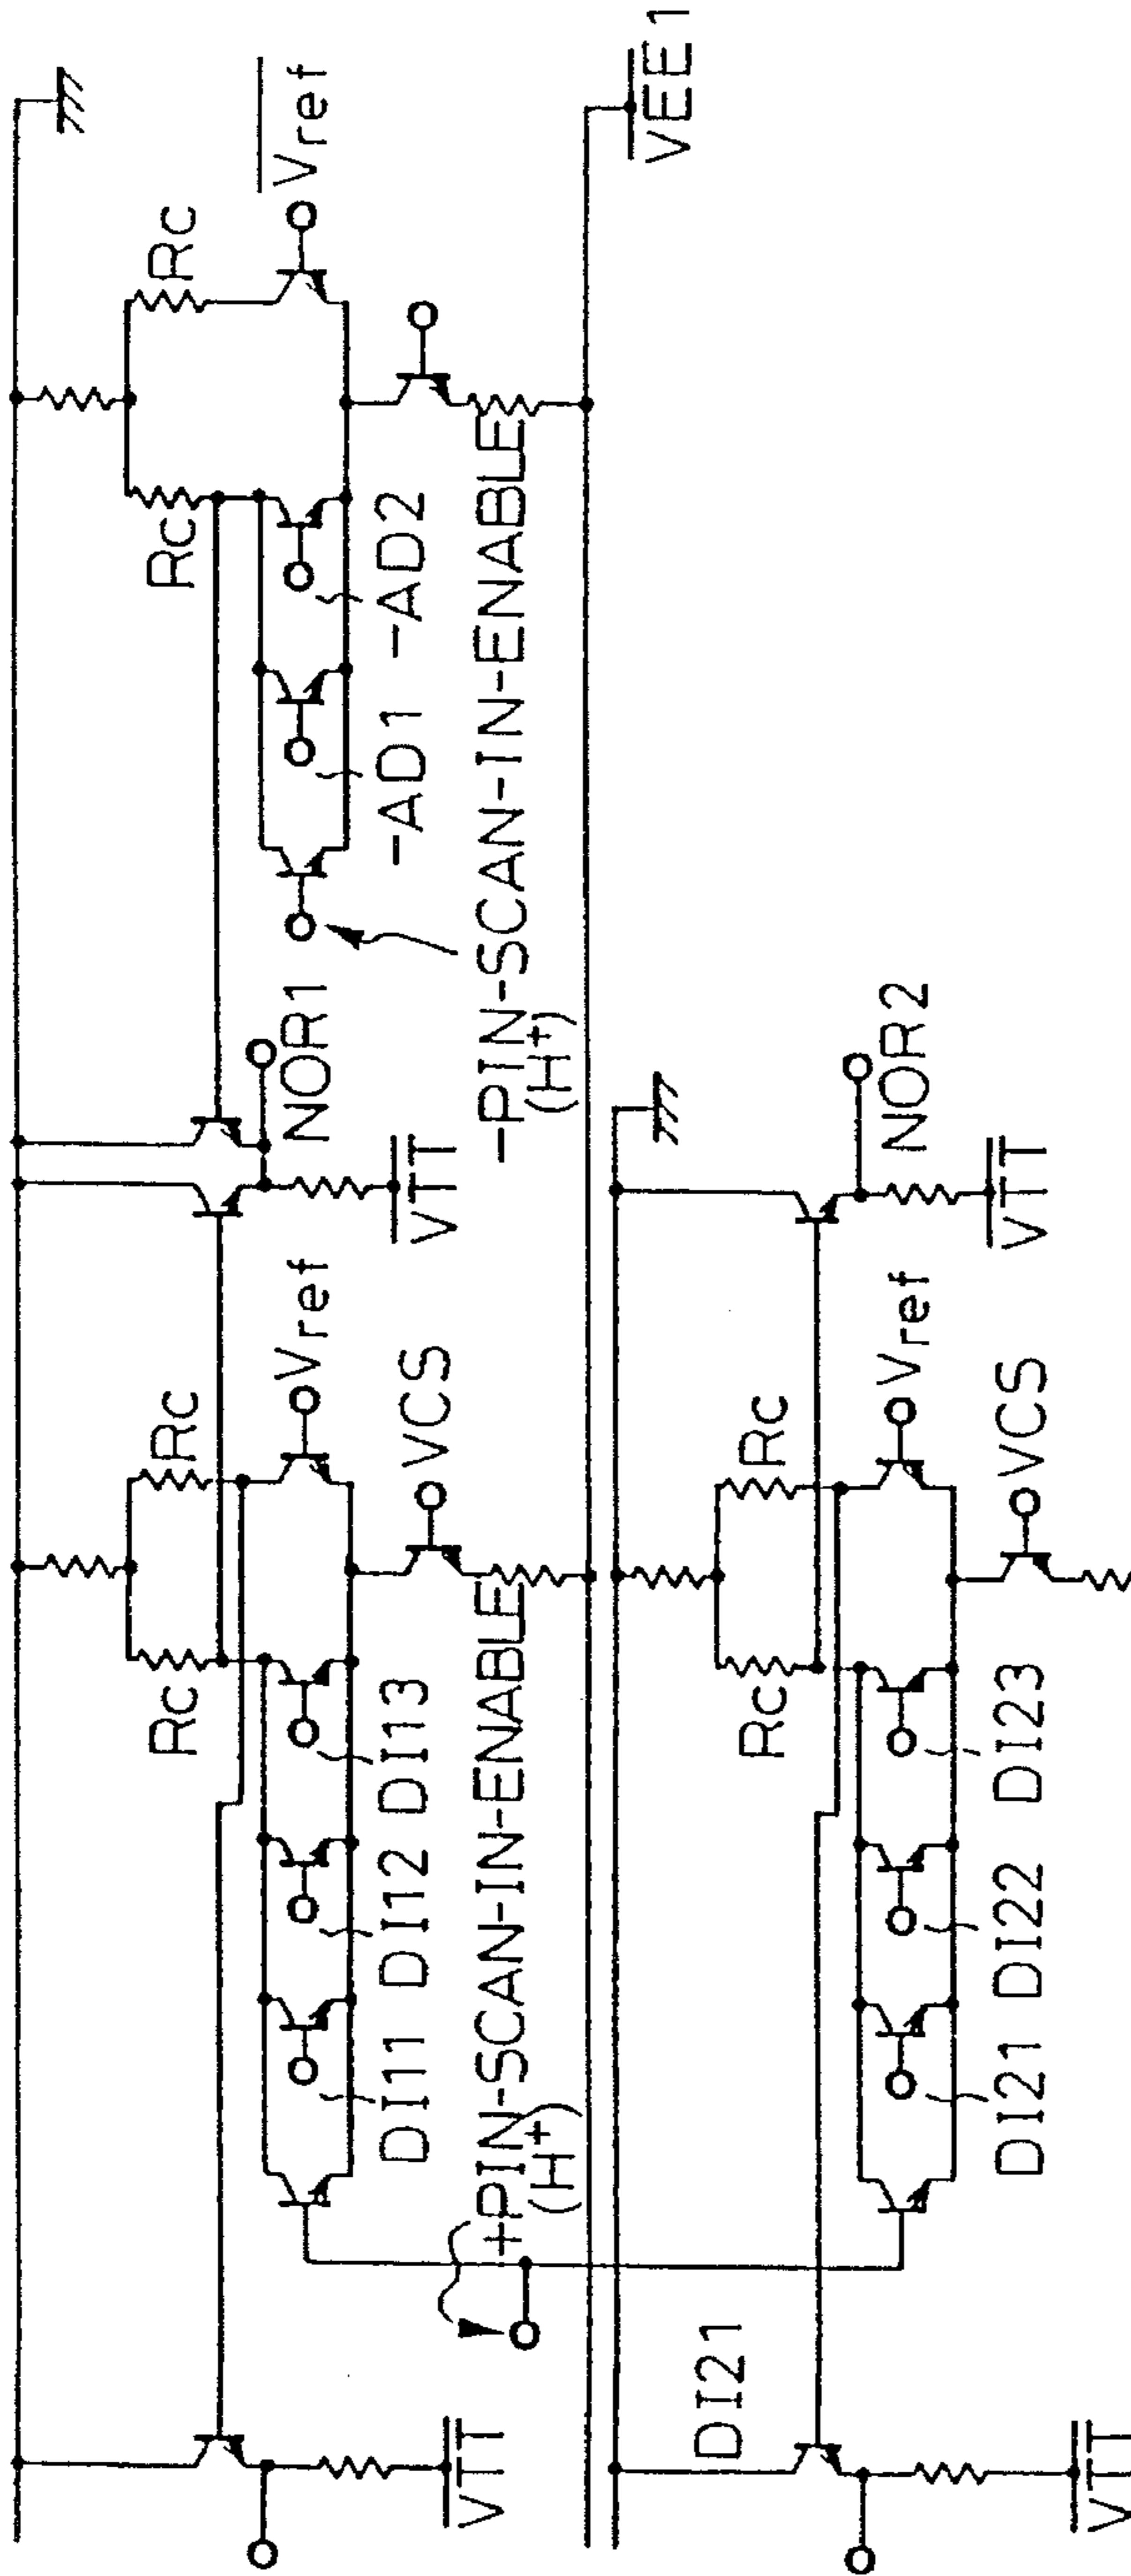 Rc
Rc
Rc
Rc
Vref
Vref
NOR1
DI11 DI12 DI13
VCS
VTT
-AD1 -AD2
VTT
+PIN-SCAN-IN-ENABLE
(H+)
-PIN-SCAN-IN-ENABLE
(H+)
VEE1
DI21
Rc
Rc
Vref
NOR2
DI21 DI22 DI23
VCS
VTT
VTT